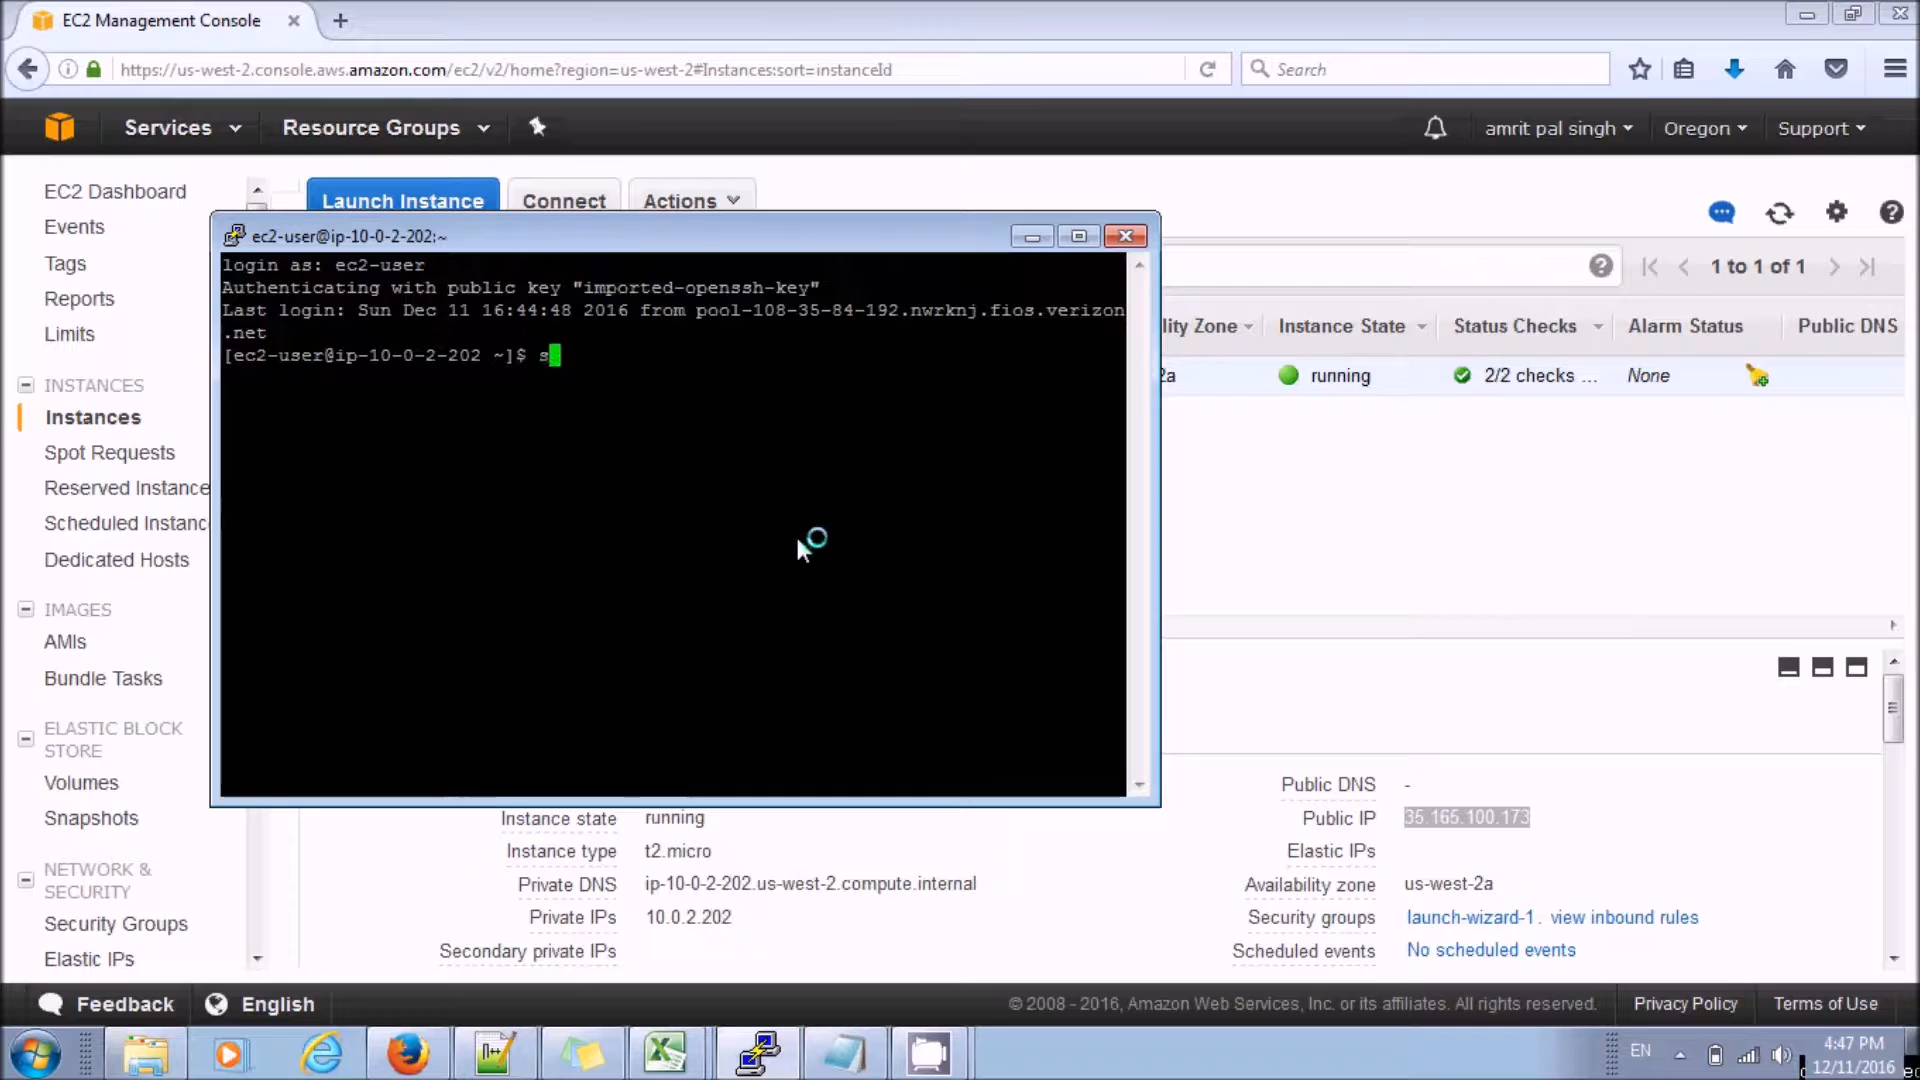 EC2 Management Console
https://us-west-2.console.aws.amazon.com/ec2/v2/home?region=us-west-2#Instances:sort=instanceId
Search
Services
Resource Groups
amrit pal singh
Oregon
Support
EC2 Dashboard
Events
Tags
Reports
Limits
INSTANCES
Instances
Spot Requests
Reserved Instance
Scheduled Instanc
Dedicated Hosts
IMAGES
AMIs
Bundle Tasks
ELASTIC BLOCK
STORE
Volumes
Snapshots
NETWORK &
SECURITY
Security Groups
Elastic IPs
Launch Instance
Connect
Actions
1 to 1 of 1
lity Zone
Instance State
Status Checks
Alarm Status
Public DNS
2a
running
2/2 checks ...
None
ec2-user@ip-10-0-2-202:~
login as: ec2-user
Authenticating with public key "imported-openssh-key"
Last login: Sun Dec 11 16:44:48 2016 from pool-108-35-84-192.nwrknj.fios.verizon
.net
[ec2-user@ip-10-0-2-202 ~]$ s
Instance state running
Instance type t2.micro
Private DNS ip-10-0-2-202.us-west-2.compute.internal
Private IPs 10.0.2.202
Secondary private IPs
Public DNS -
Public IP 35.165.100.173
Elastic IPs
Availability zone us-west-2a
Security groups launch-wizard-1. view inbound rules
Scheduled events No scheduled events
Feedback
English
© 2008 - 2016, Amazon Web Services, Inc. or its affiliates. All rights reserved.
Privacy Policy
Terms of Use
EN
4:47 PM
12/11/2016